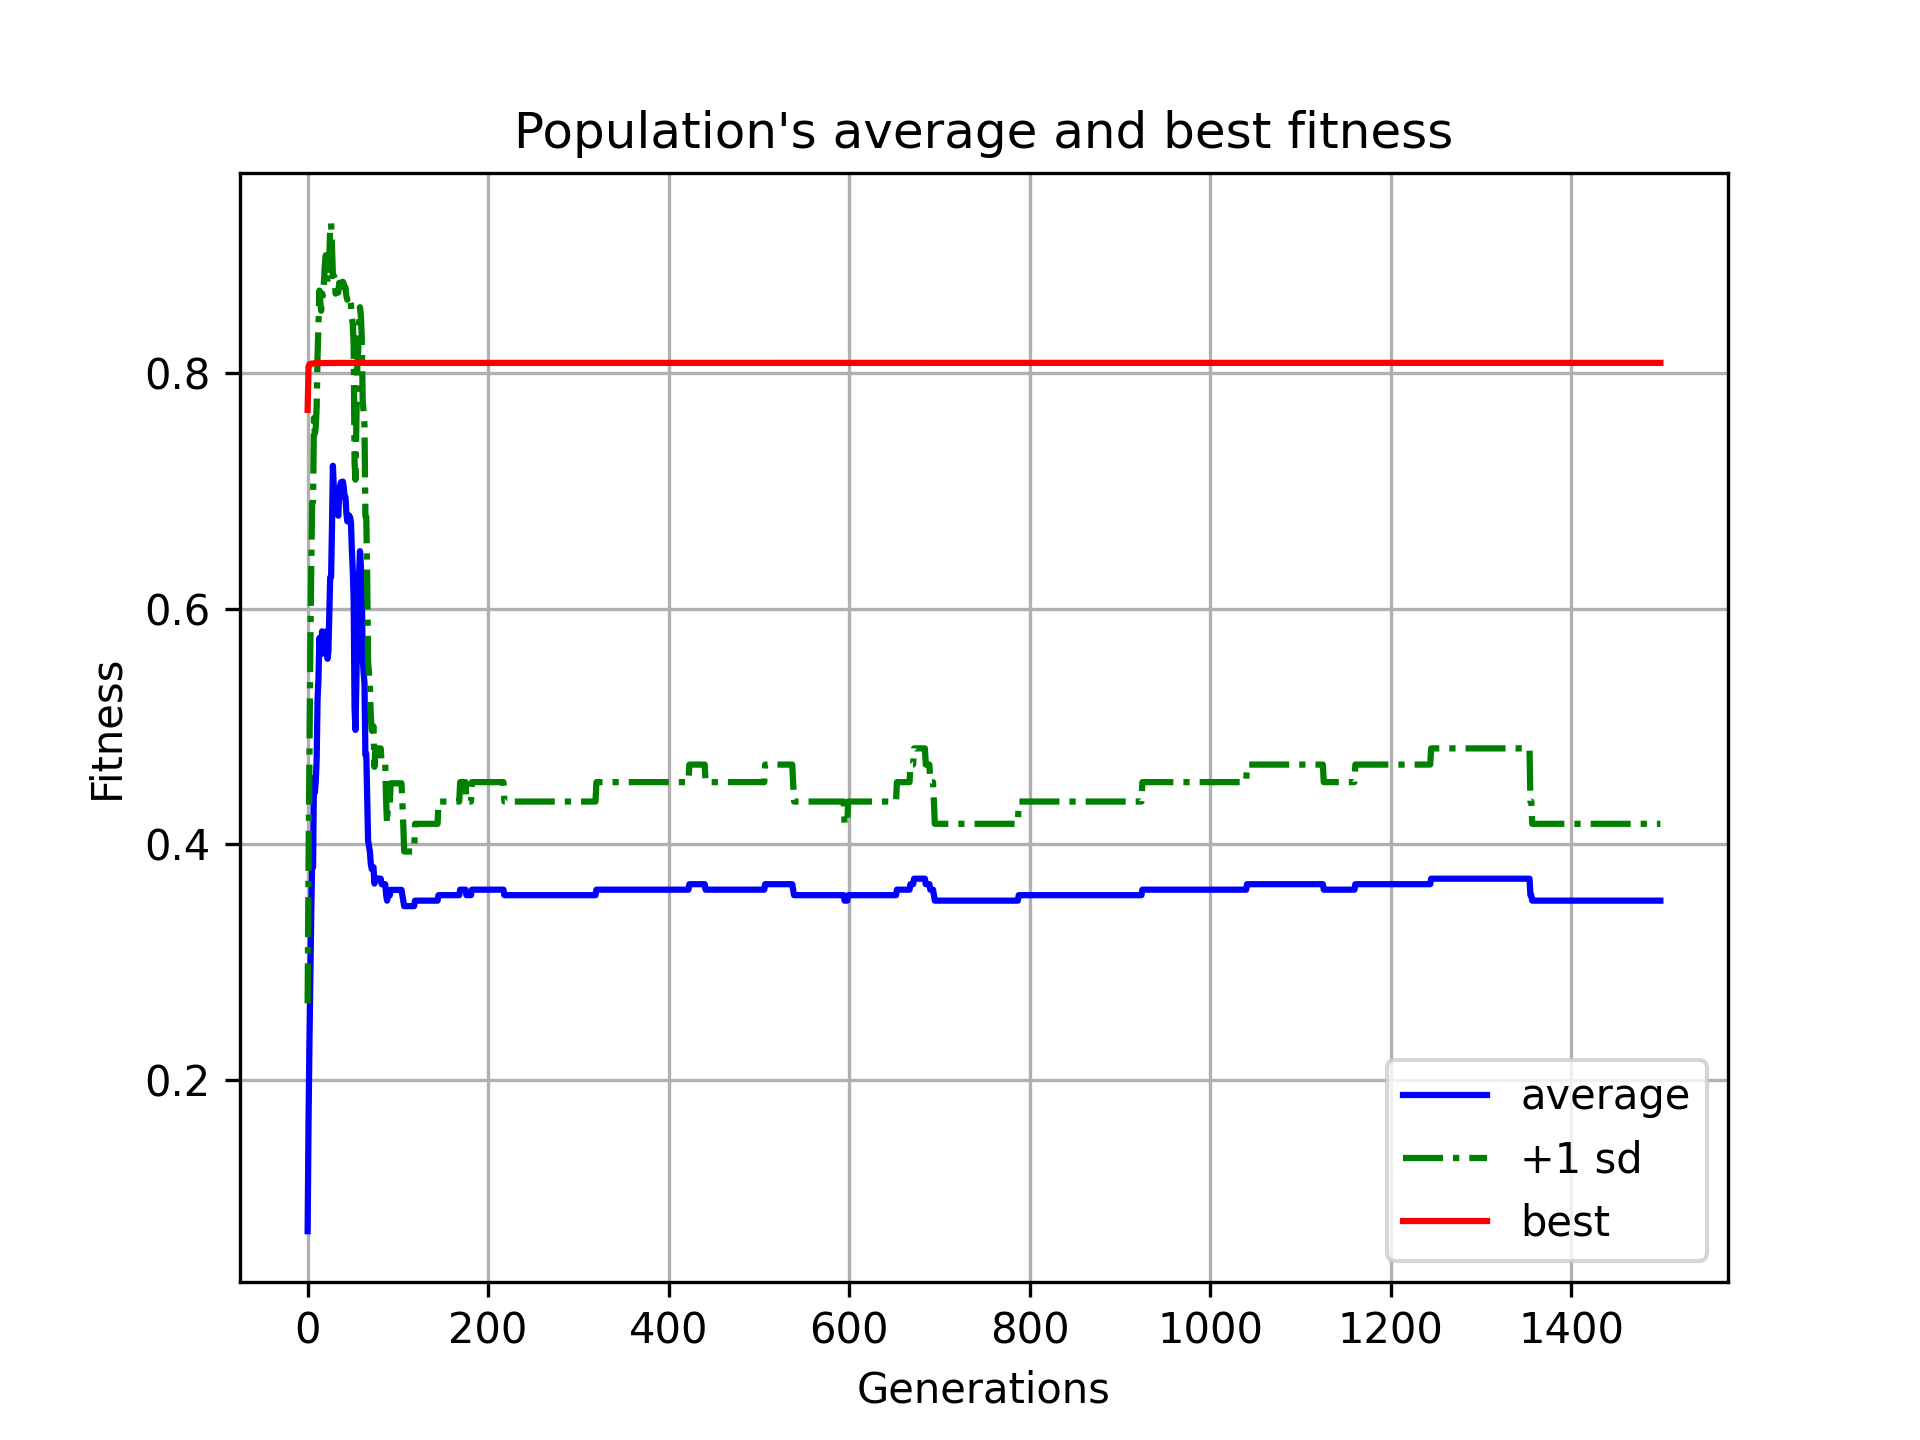 Population's average and best fitness
Fitness
0.8
0.6
0.4
0.2
0 200 400 600 800 1000 1200 1400
Generations
average
+1 sd
best